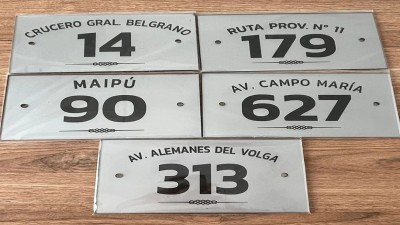 CRUCERO GRAL. BELGRANO
14
RUTA PROV. Nº 11
179
MAIPÚ
90
AV. CAMPO MARÍA
627
AV. ALEMANES DEL VOLGA
313